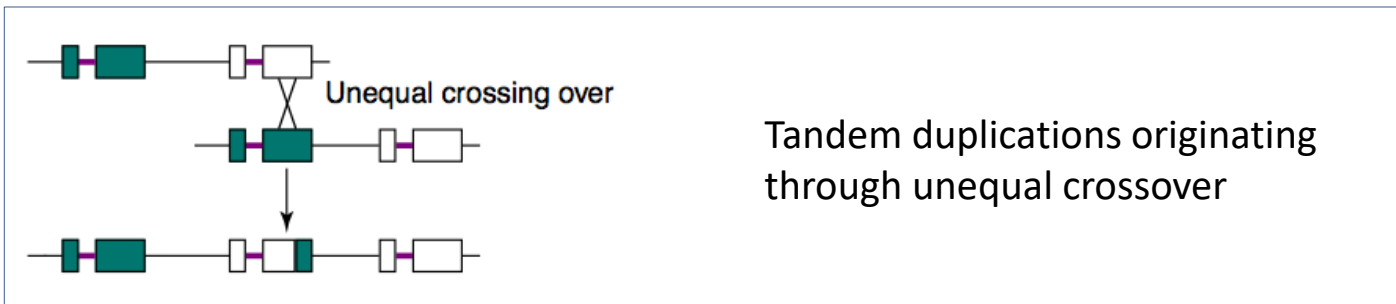 Unequal crossing over
Tandem duplications originating
through unequal crossover